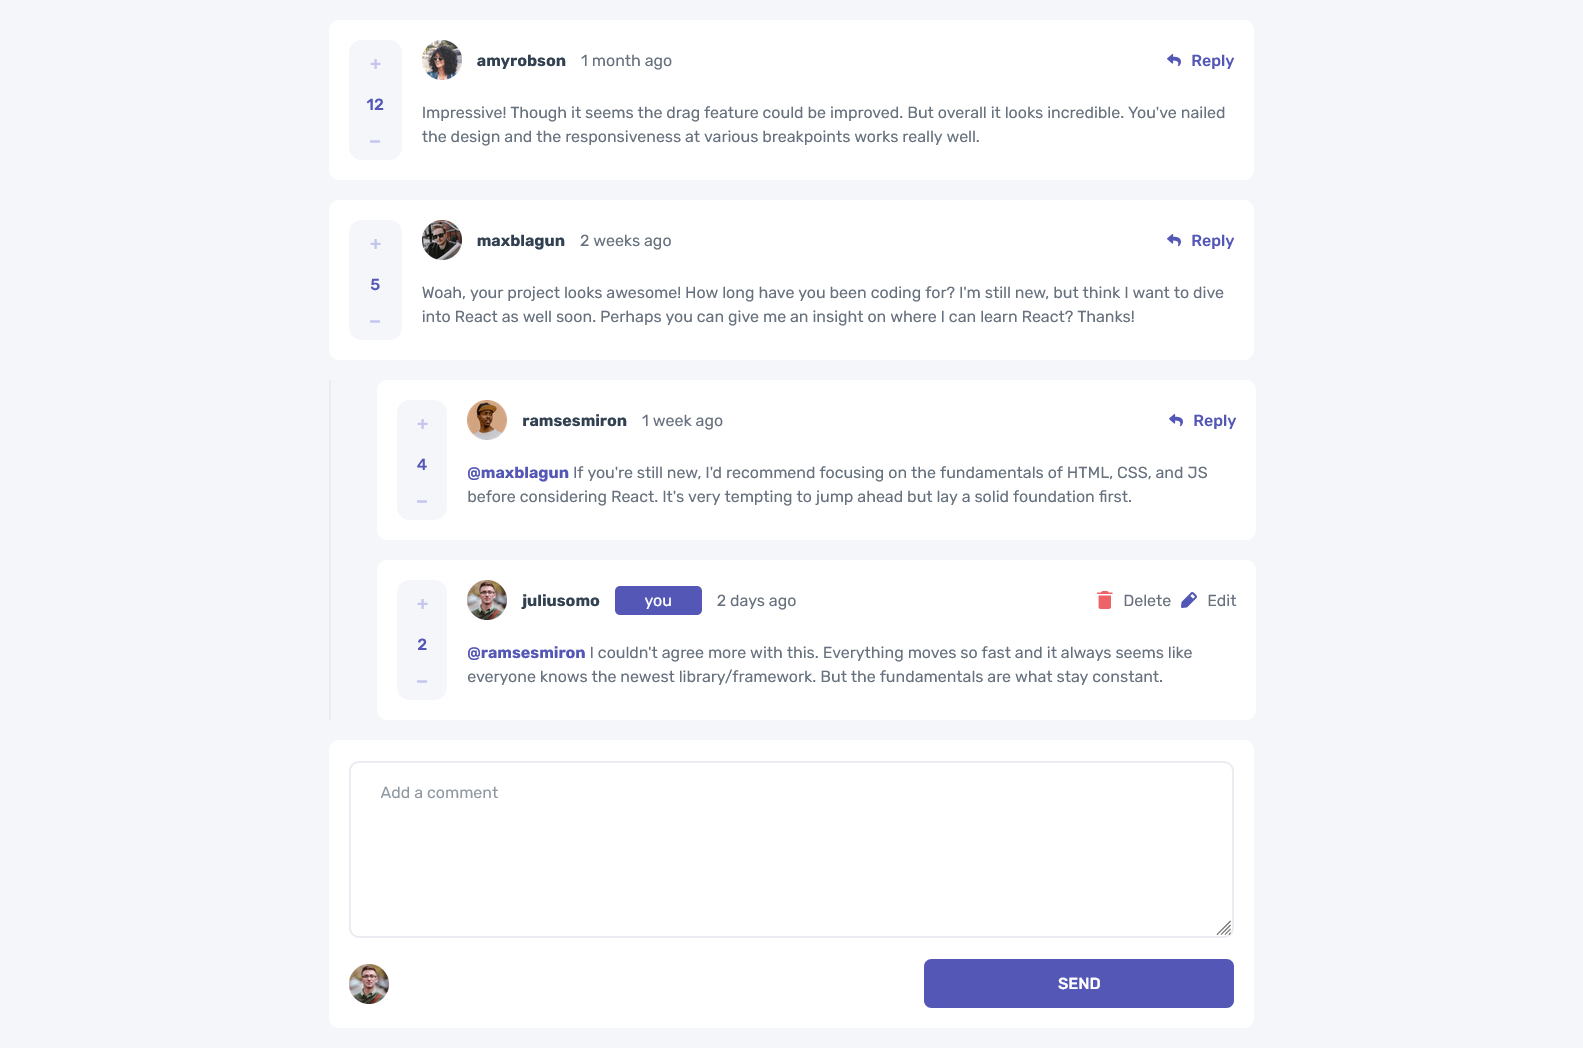 amyrobson 1 month ago Reply
+
12
−
Impressive! Though it seems the drag feature could be improved. But overall it looks incredible. You've nailed
the design and the responsiveness at various breakpoints works really well.
maxblagun 2 weeks ago Reply
+
5
−
Woah, your project looks awesome! How long have you been coding for? I'm still new, but think I want to dive
into React as well soon. Perhaps you can give me an insight on where I can learn React? Thanks!
ramsesmiron 1 week ago Reply
+
4
−
@maxblagun If you're still new, I'd recommend focusing on the fundamentals of HTML, CSS, and JS
before considering React. It's very tempting to jump ahead but lay a solid foundation first.
juliusomo you 2 days ago Delete Edit
+
2
−
@ramsesmiron I couldn't agree more with this. Everything moves so fast and it always seems like
everyone knows the newest library/framework. But the fundamentals are what stay constant.
Add a comment
SEND